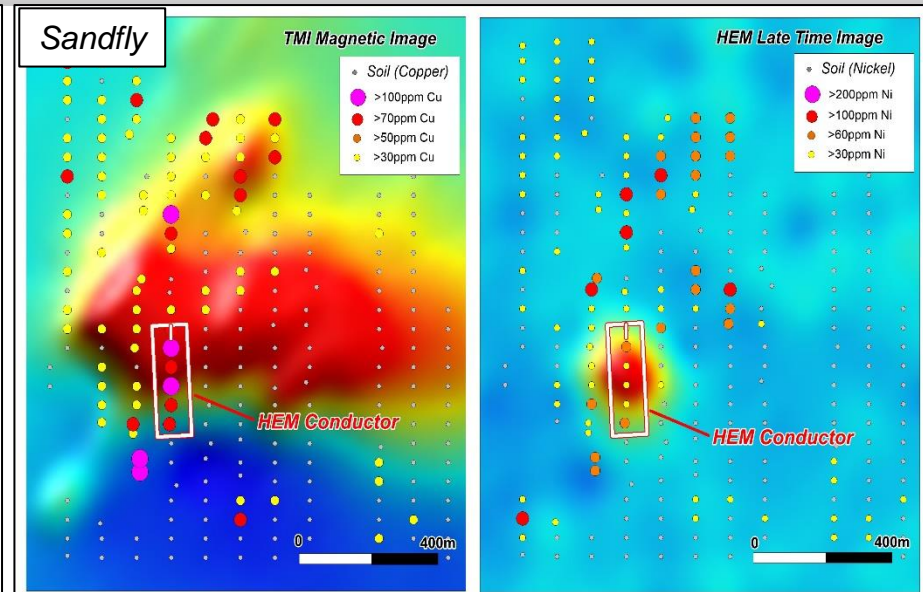 Sandfly
TMI Magnetic Image
Soil (Copper)
>100ppm Cu
>70ppm Cu
>50ppm Cu
>30ppm Cu
HEM Conductor
0 400m
HEM Late Time Image
Soil (Nickel)
>200ppm Ni
>100ppm Ni
>60ppm Ni
>30ppm Ni
HEM Conductor
0 400m